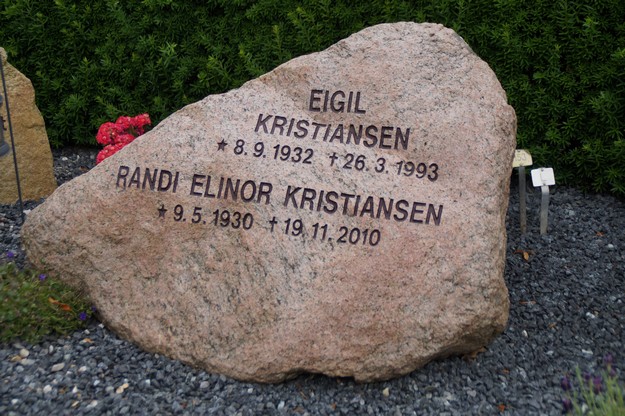 EIGIL
KRISTIANSEN
★ 8. 9. 1932 † 26. 3. 1993
RANDI ELINOR KRISTIANSEN
★ 9. 5. 1930 † 19. 11. 2010